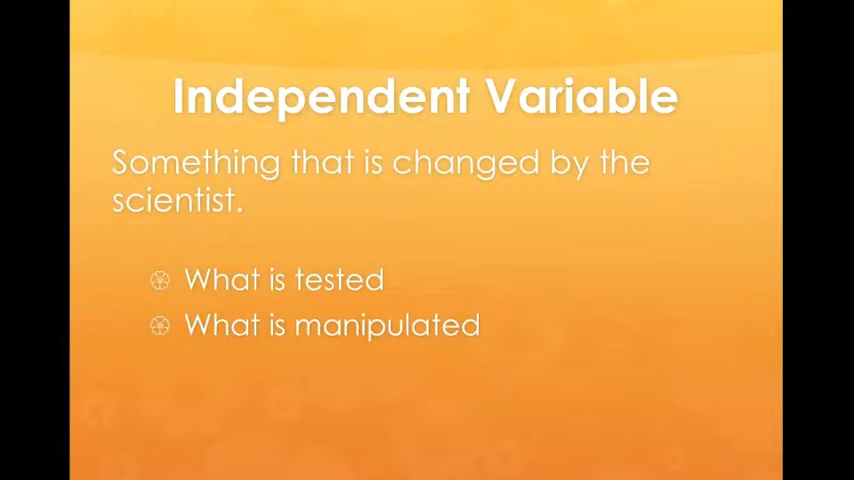 Independent Variable
Something that is changed by the
scientist.
What is tested
What is manipulated